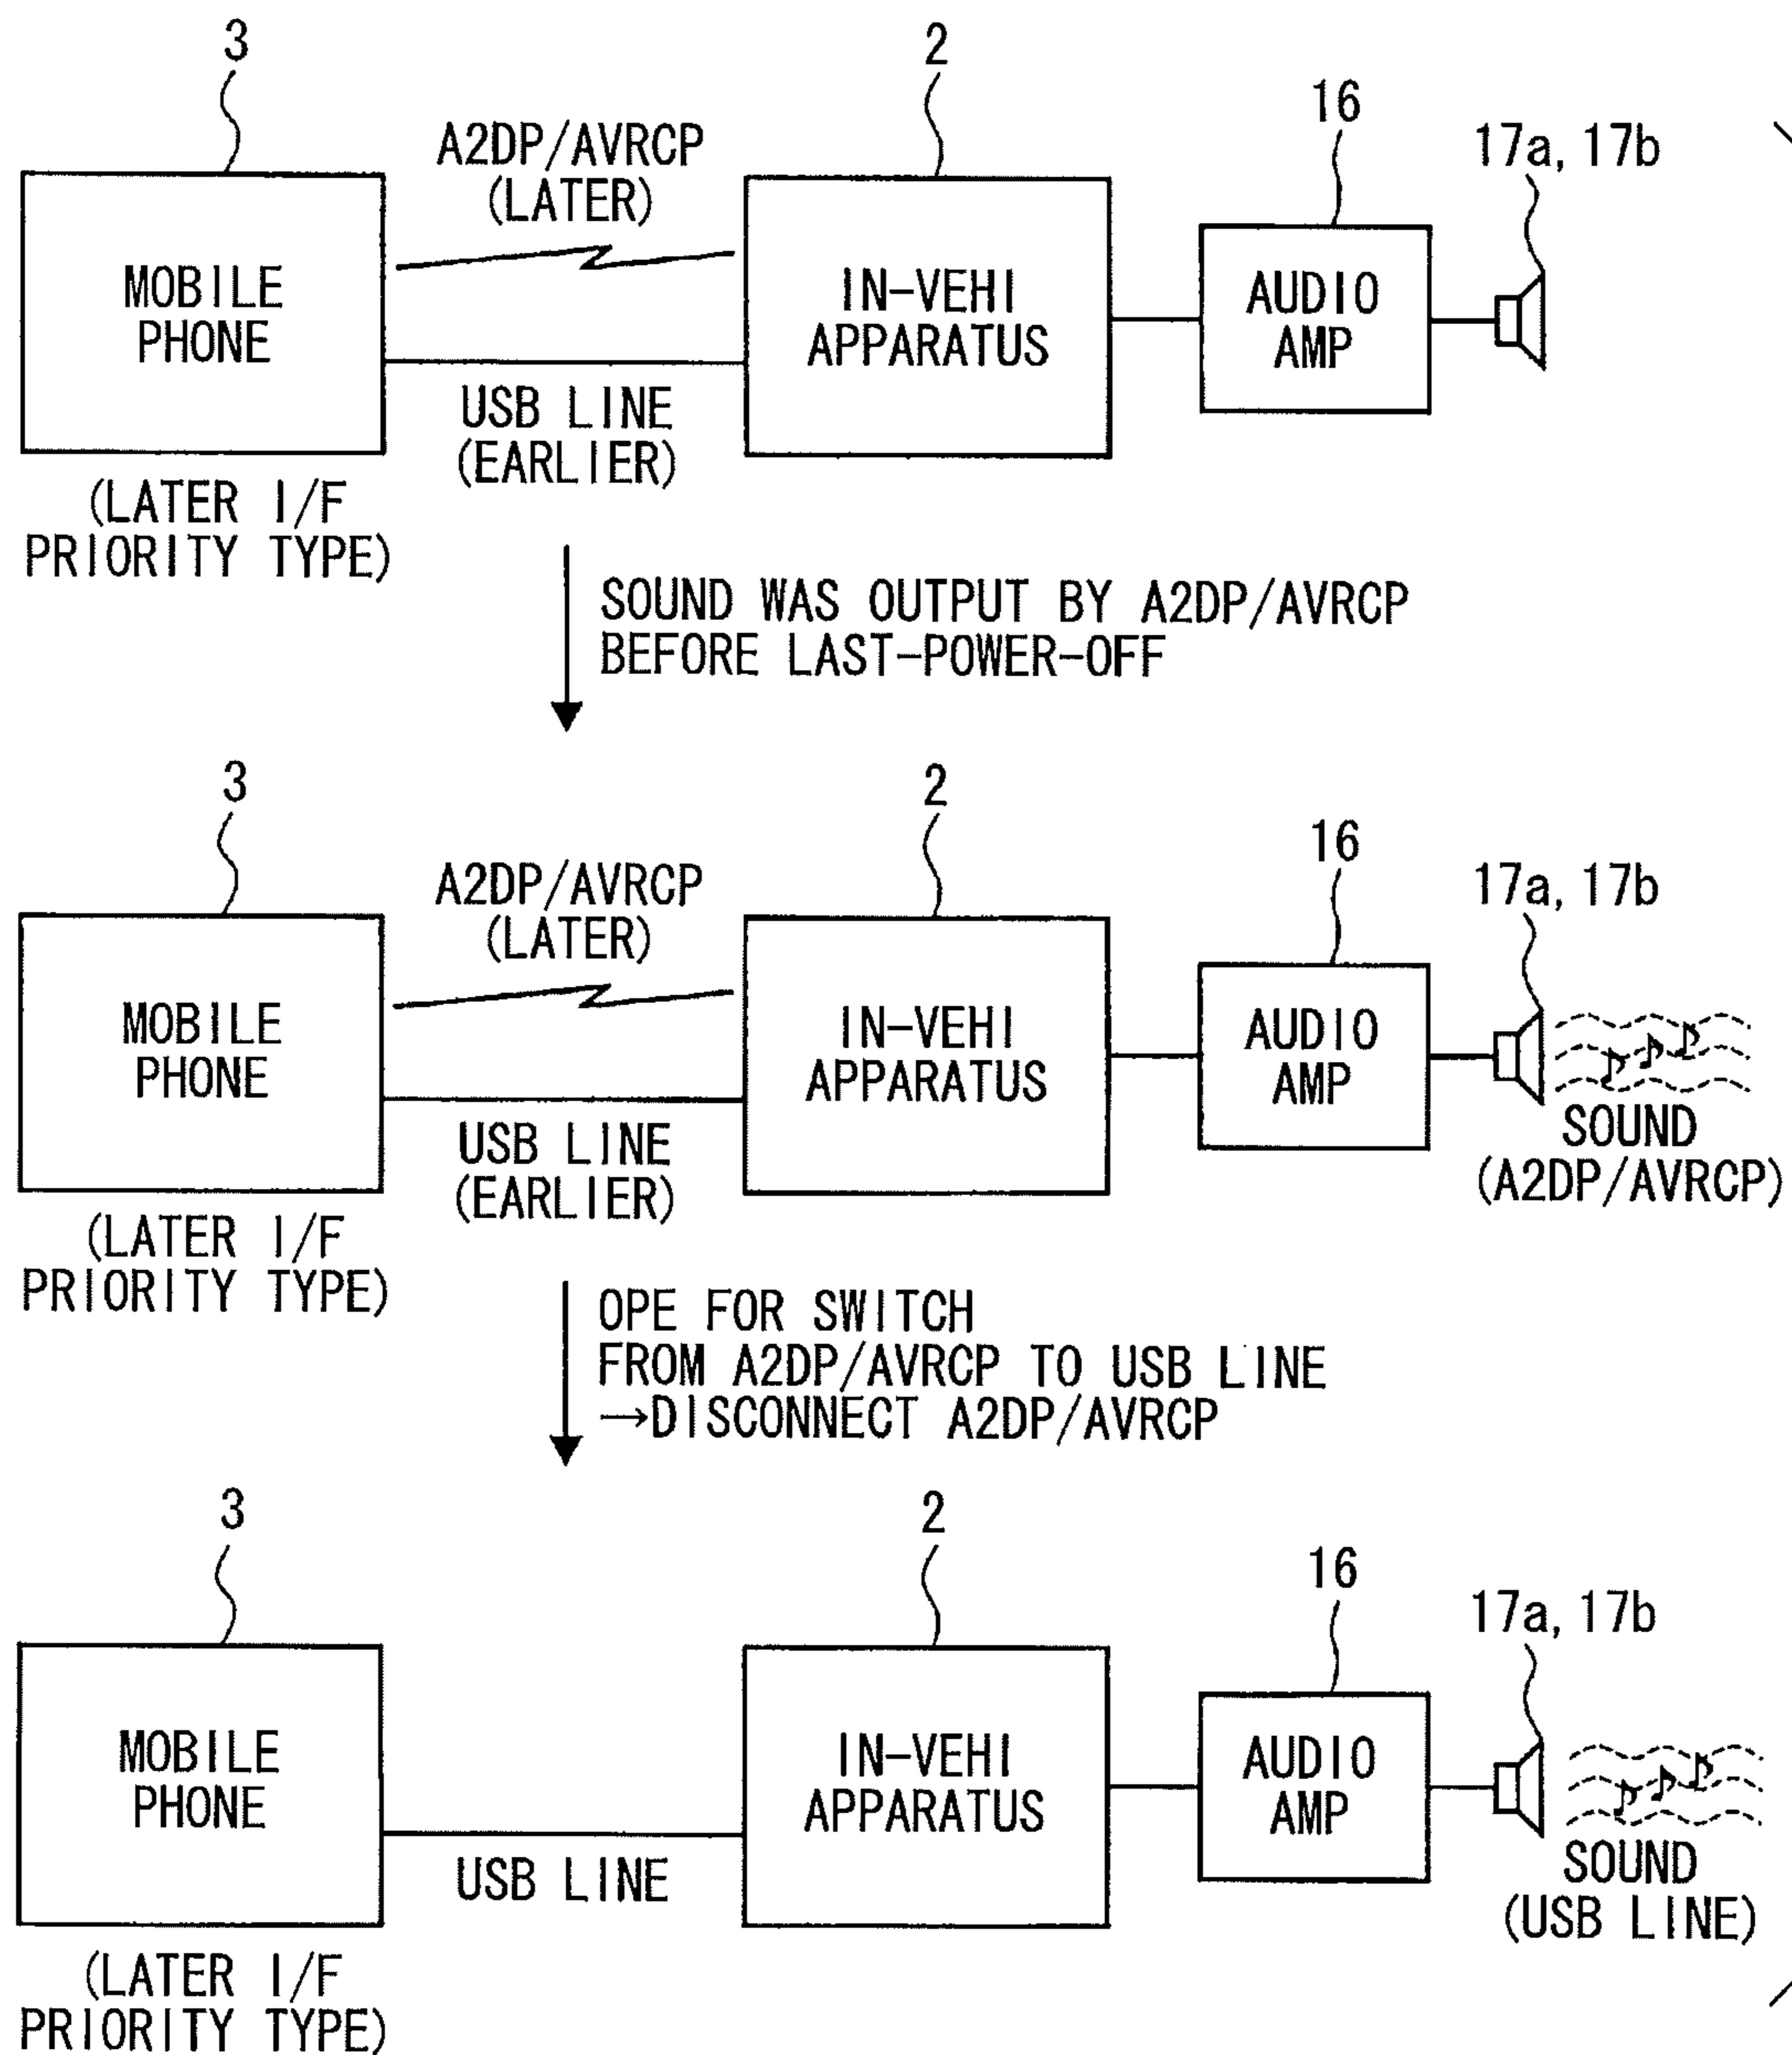 3
2
16
17a, 17b
A2DP/AVRCP
(LATER)
MOBILE
PHONE
IN-VEHI
APPARATUS
AUDIO
AMP
USB LINE
(EARLIER)
(LATER I/F
PRIORITY TYPE)
SOUND WAS OUTPUT BY A2DP/AVRCP
BEFORE LAST-POWER-OFF
3
2
16
17a, 17b
A2DP/AVRCP
(LATER)
MOBILE
PHONE
IN-VEHI
APPARATUS
AUDIO
AMP
USB LINE
(EARLIER)
SOUND
(A2DP/AVRCP)
(LATER I/F
PRIORITY TYPE)
OPE FOR SWITCH
FROM A2DP/AVRCP TO USB LINE
→DISCONNECT A2DP/AVRCP
3
2
16
17a, 17b
MOBILE
PHONE
IN-VEHI
APPARATUS
AUDIO
AMP
USB LINE
SOUND
(USB LINE)
(LATER I/F
PRIORITY TYPE)